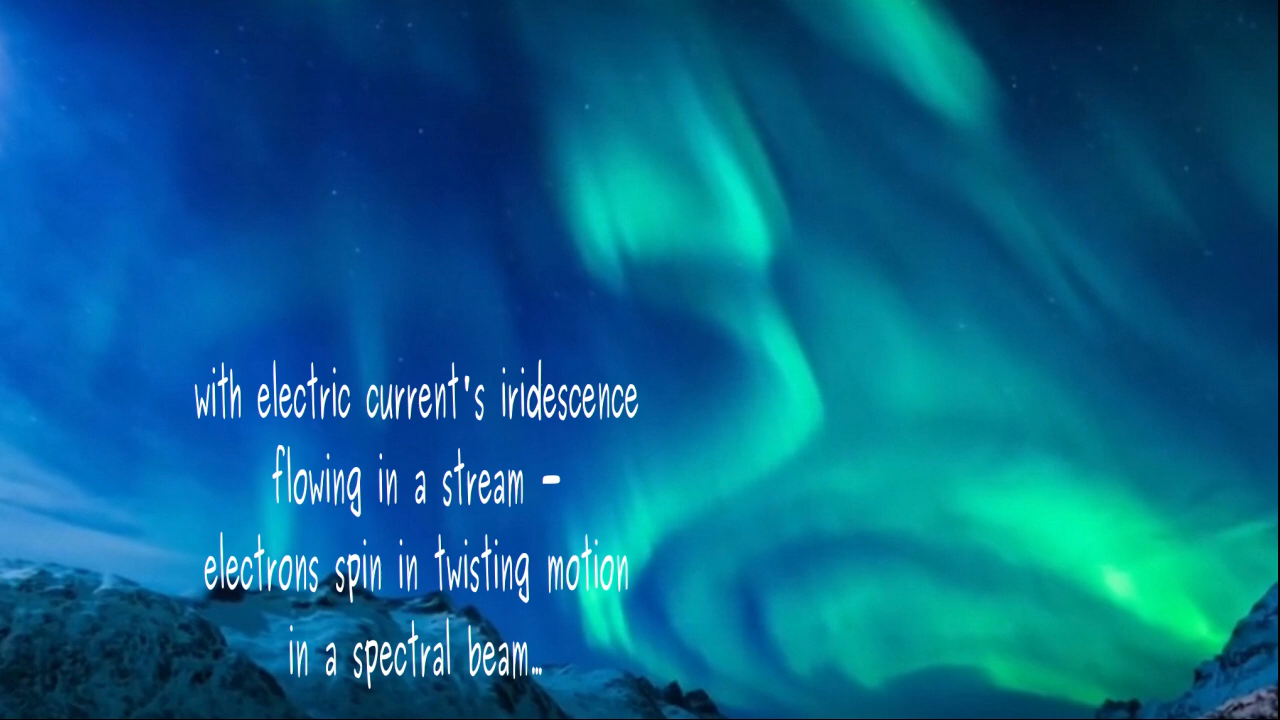 with electric current's iridescence
flowing in a stream -
electrons spin in twisting motion
in a spectral beam...